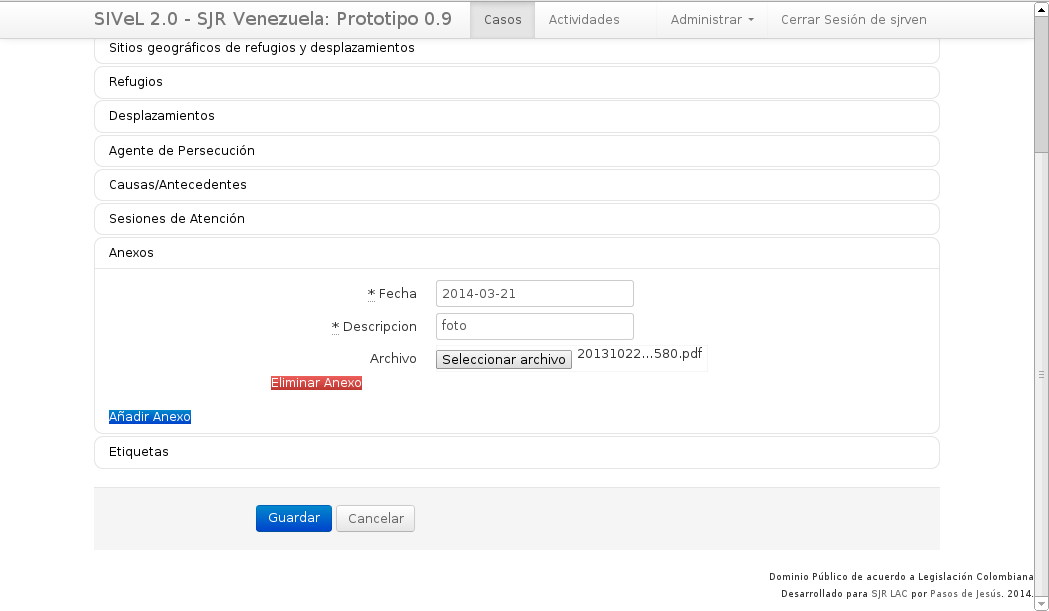 SIVeL 2.0 - SJR Venezuela: Prototipo 0.9 Casos Actividades Administrar Cerrar Sesión de sjrven
Sitios geográficos de refugios y desplazamientos
Refugios
Desplazamientos
Agente de Persecución
Causas/Antecedentes
Sesiones de Atención
Anexos
* Fecha 2014-03-21
* Descripcion foto
Archivo Seleccionar archivo 20131022...580.pdf
Eliminar Anexo
Añadir Anexo
Etiquetas
Guardar Cancelar
Dominio Público de acuerdo a Legislación Colombiana
Desarrollado para SJR LAC por Pasos de Jesús. 2014.